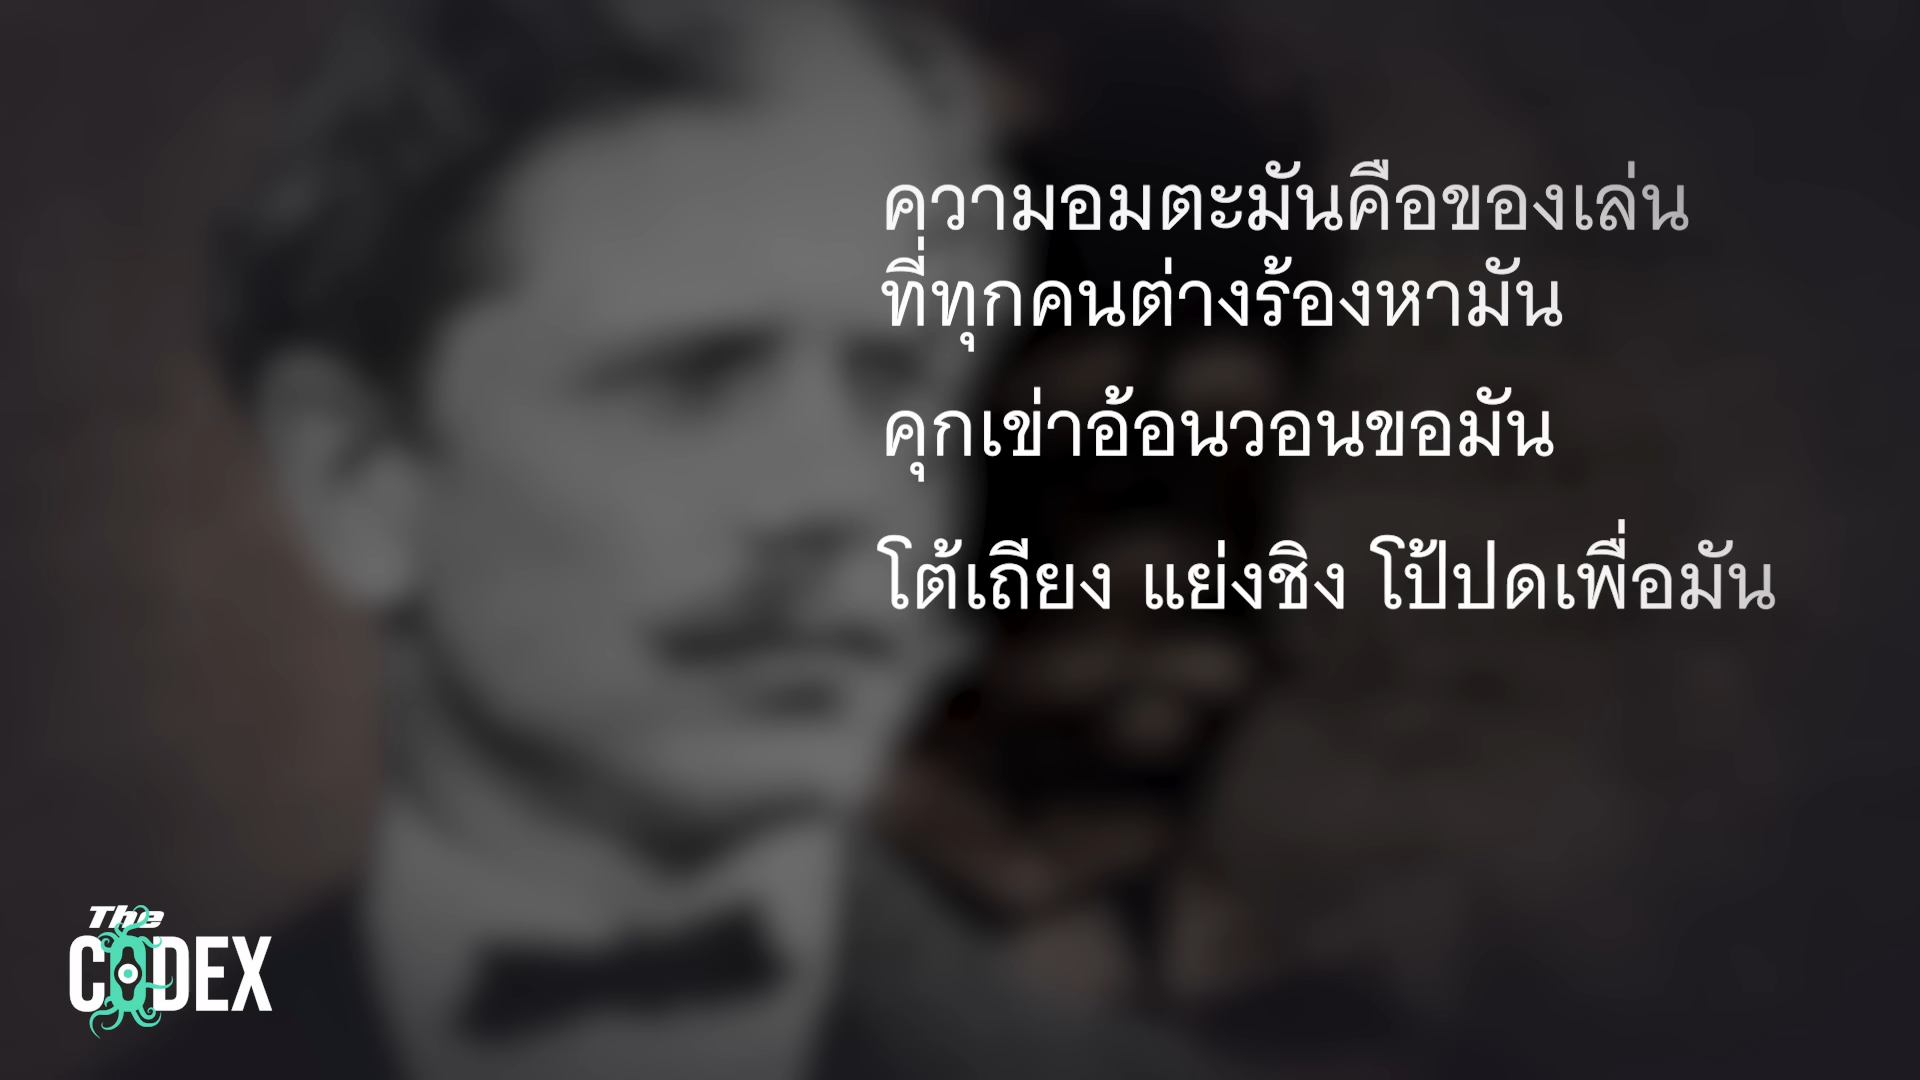 ความอมตะมันคือของเล่น
ที่ทุกคนต่างร้องหามัน
คุกเข่าอ้อนวอนขอมัน
โต้เถียง แย่งชิง โป้ปดเพื่อมัน
The
CODEX